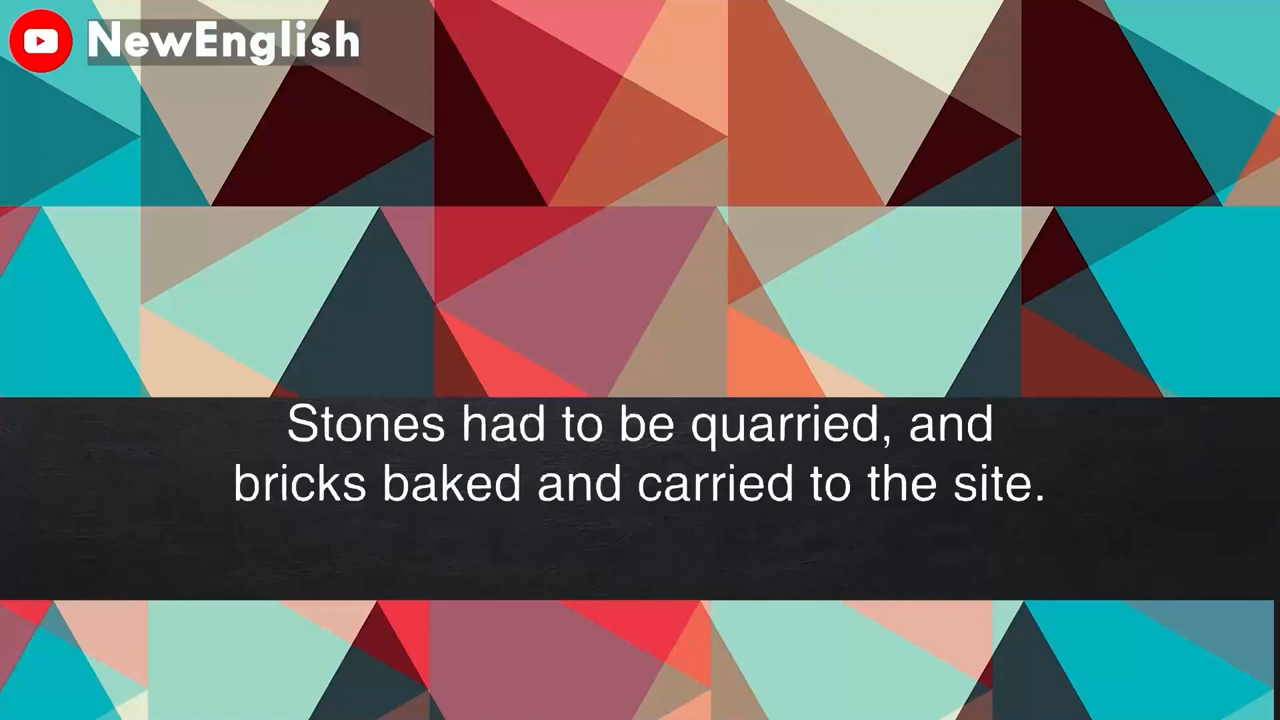 NewEnglish
Stones had to be quarried, and
bricks baked and carried to the site.